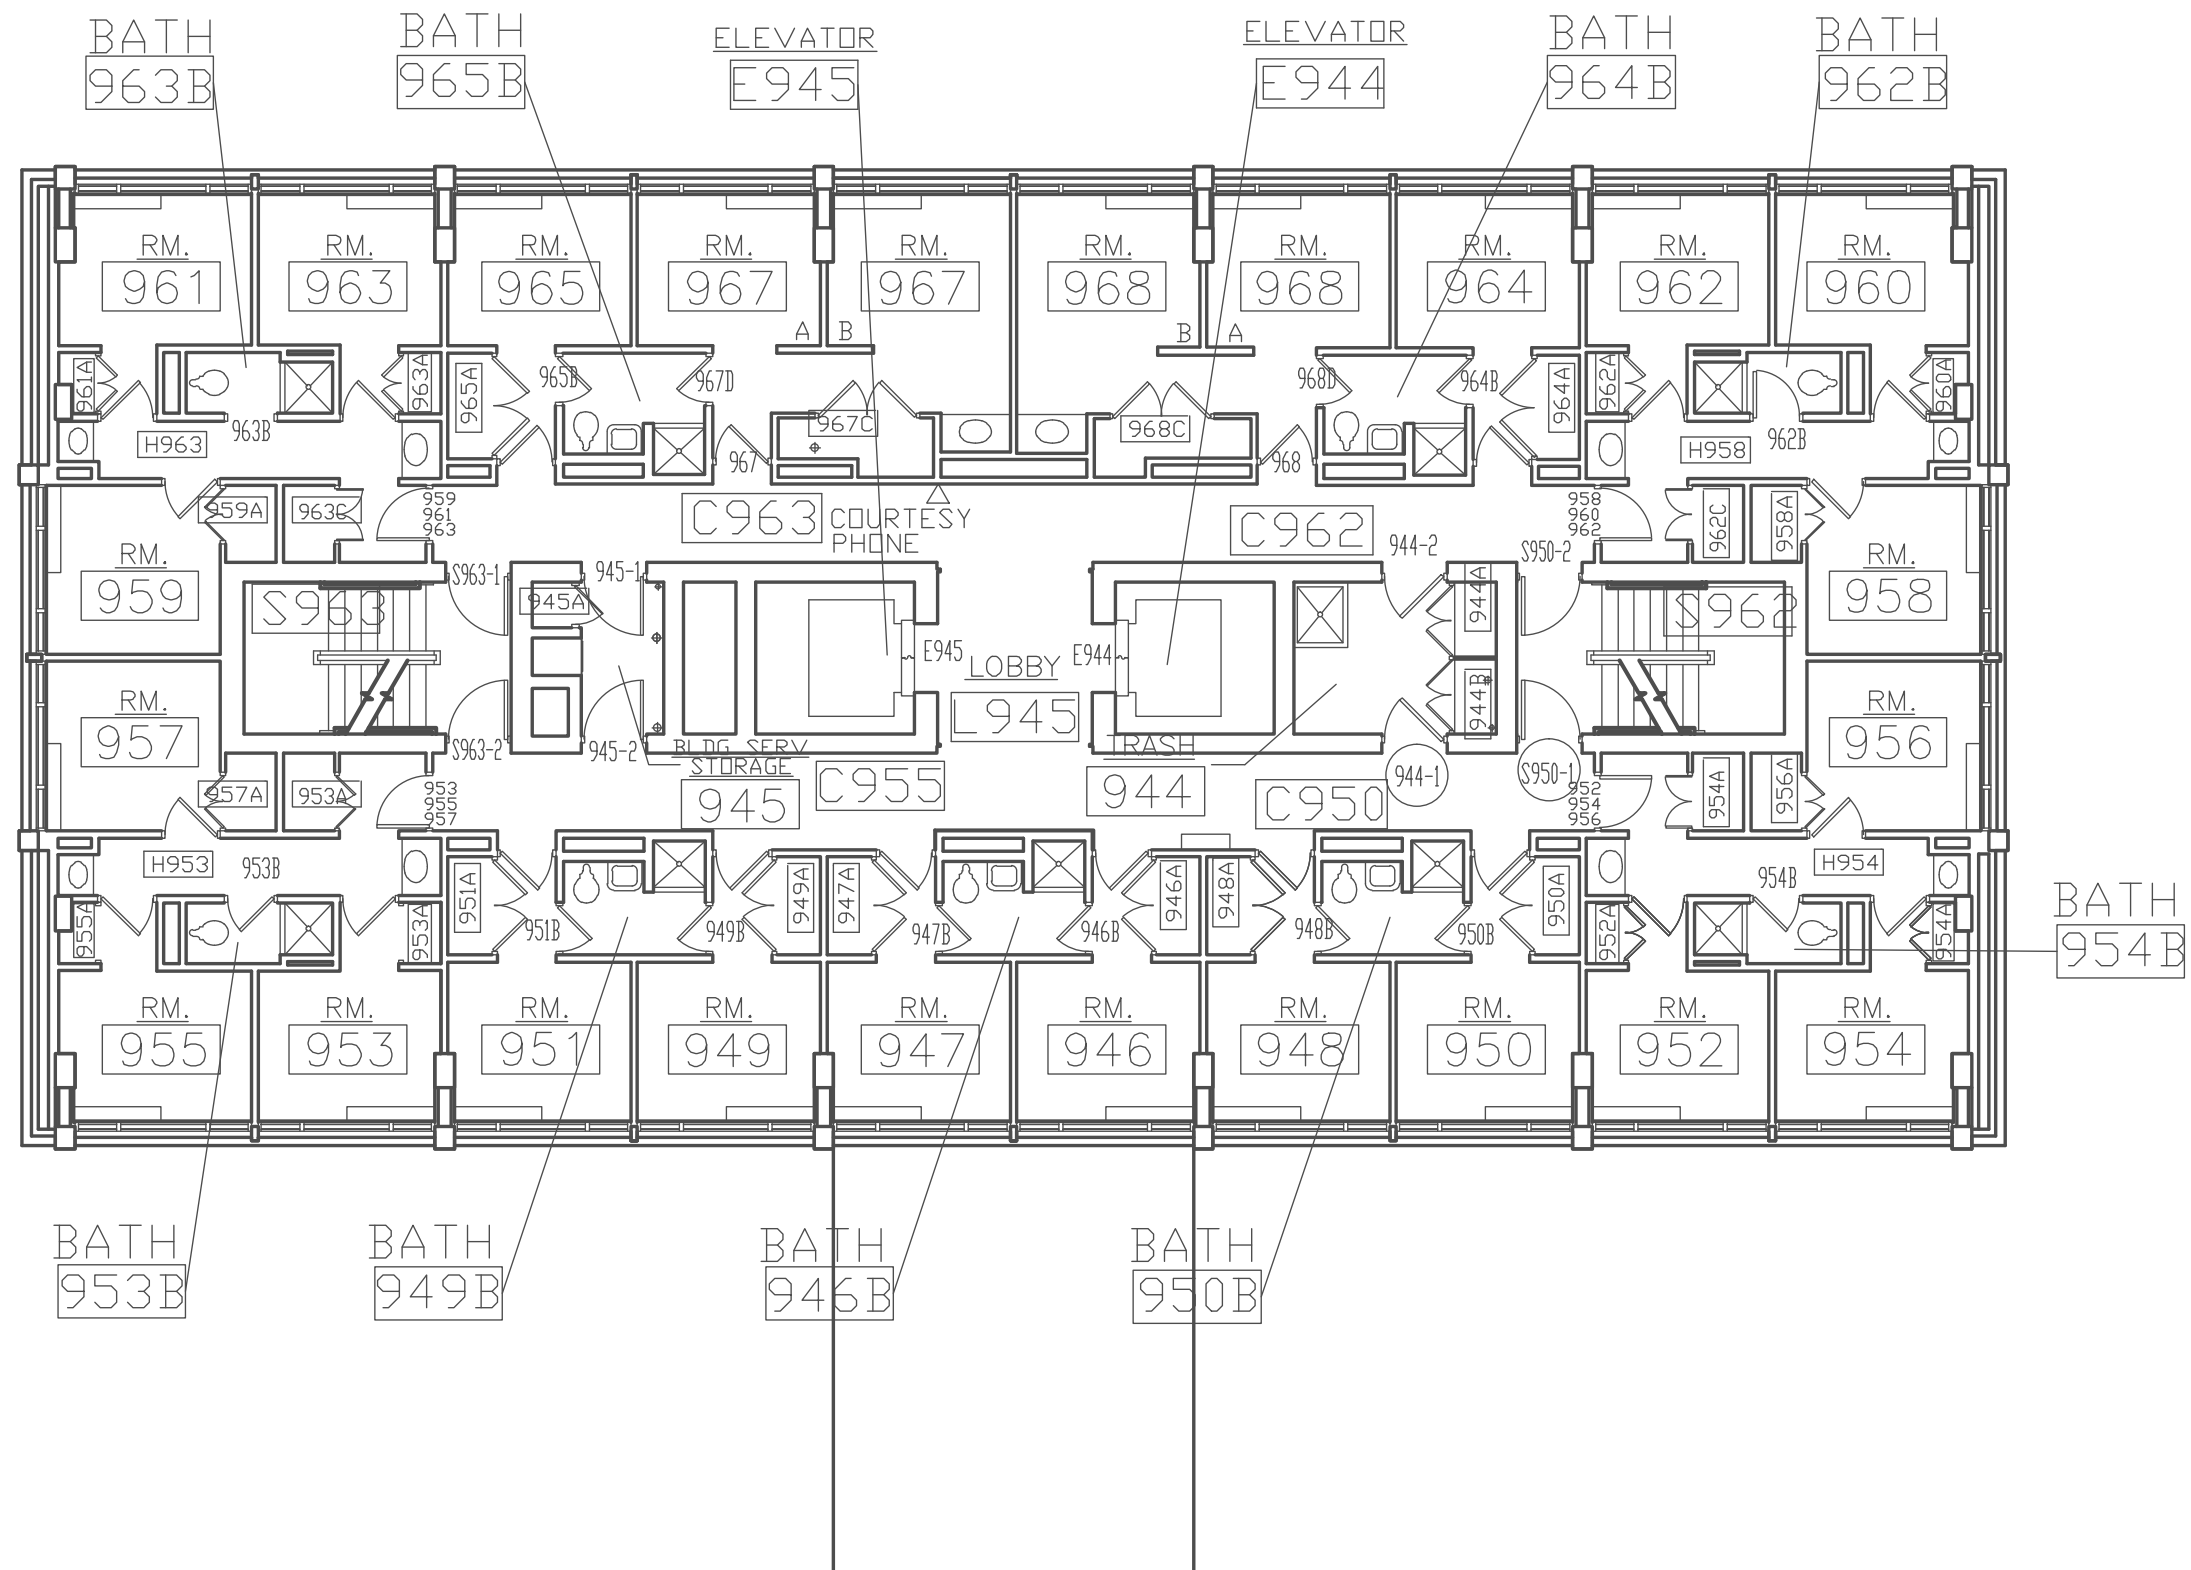 BATH
963B
BATH
965B
ELEVATOR
E945
ELEVATOR
E944
BATH
964B
BATH
962B
RM.
961
RM.
963
RM.
965
RM.
967
RM.
967
RM.
968
RM.
968
RM.
964
RM.
962
RM.
960
A
B
B
A
961A
963A
965A
965B
967D
968D
964B
964A
962A
960A
963B
H963
967C
967
968C
968
H958
962B
959A
963C
959
961
963
C963
COURTESY
PHONE
C962
944-2
S950-2
958
960
962
962C
958A
RM.
959
S963
S963-1
945-1
945A
944A
S962
RM.
958
E945
LOBBY
L945
E944
944B
RM.
957
S963-2
945-2
BLDG SERV
STORAGE
945
C955
TRASH
944
944-1
C950
S950-1
RM.
956
957A
953A
953
955
957
952
954
956
954A
956A
H953
953B
951A
949A
947A
946A
948A
950A
954B
H954
955A
953A
951B
949B
947B
946B
948B
950B
952A
954A
BATH
954B
RM.
955
RM.
953
RM.
951
RM.
949
RM.
947
RM.
946
RM.
948
RM.
950
RM.
952
RM.
954
BATH
953B
BATH
949B
BATH
946B
BATH
950B